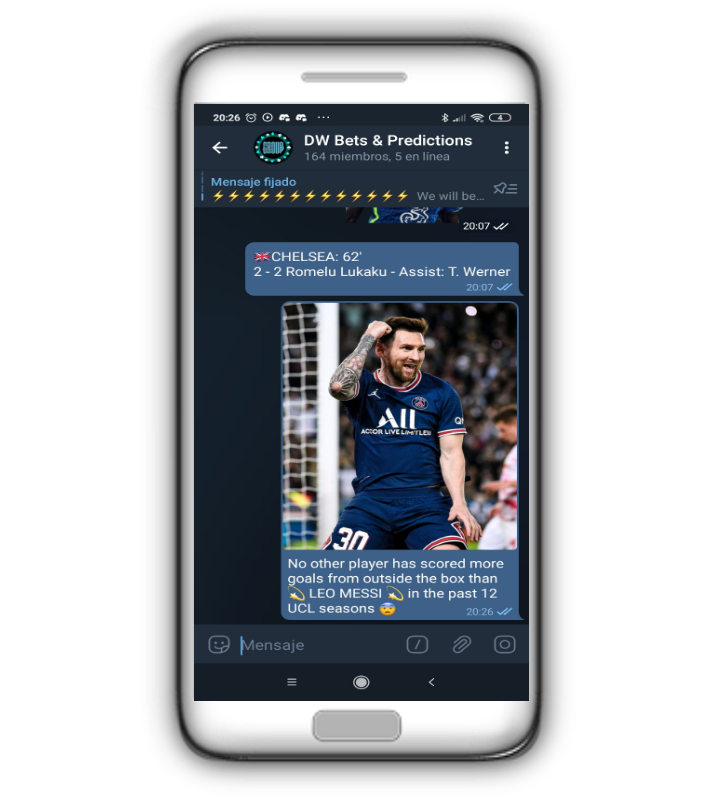 20:26
4
DW Bets & Predictions
GROUP
164 miembros, 5 en línea
Mensaje fijado
⚡⚡⚡⚡⚡⚡⚡⚡⚡⚡⚡⚡⚡ We will be...
20:07
🇬🇧CHELSEA: 62'
2 - 2 Romelu Lukaku - Assist: T. Werner
20:07
ALL
ACCOR LIVE LIMITLESS
30
No other player has scored more
goals from outside the box than
💫 LEO MESSI 💫 in the past 12
UCL seasons 😨
20:26
Mensaje